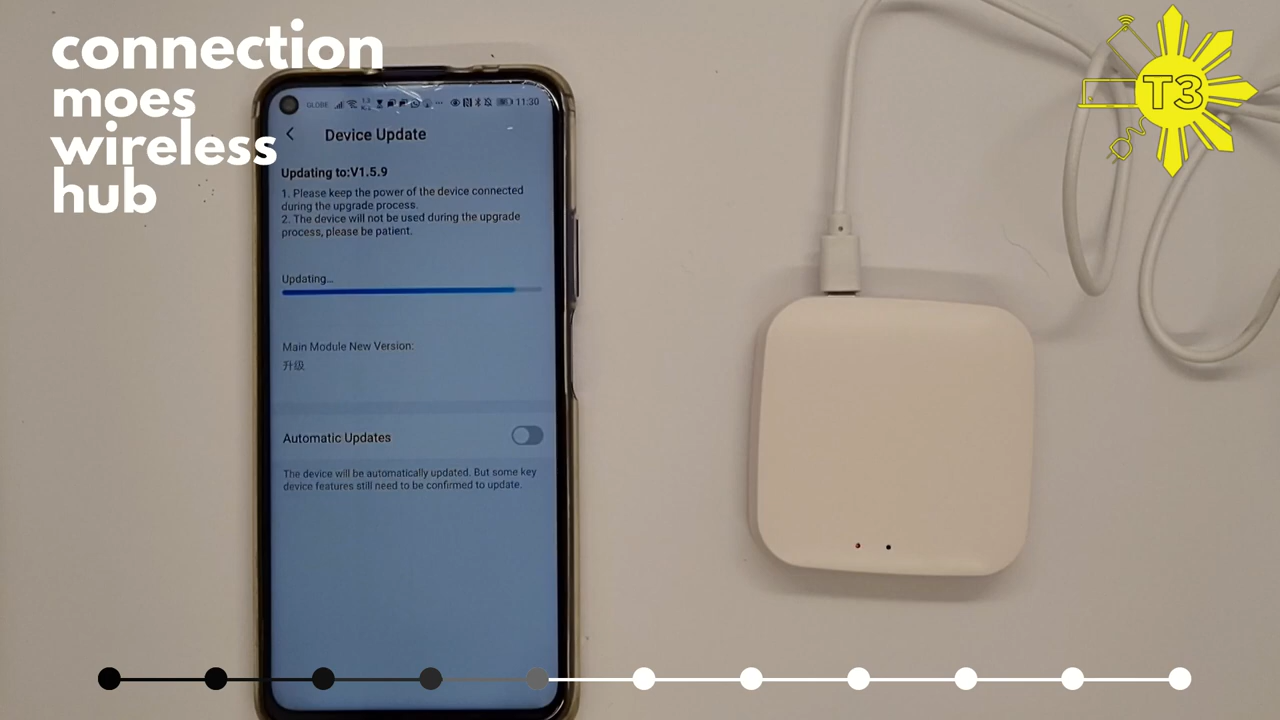 connection
moes
wireless
hub
T3
GLOBE 11:30
Device Update
Updating to:V1.5.9
1. Please keep the power of the device connected
during the upgrade process.
2. The device will not be used during the upgrade
process, please be patient.
Updating...
Main Module New Version:
升级
Automatic Updates
The device will be automatically updated. But some key
device features still need to be confirmed to update.